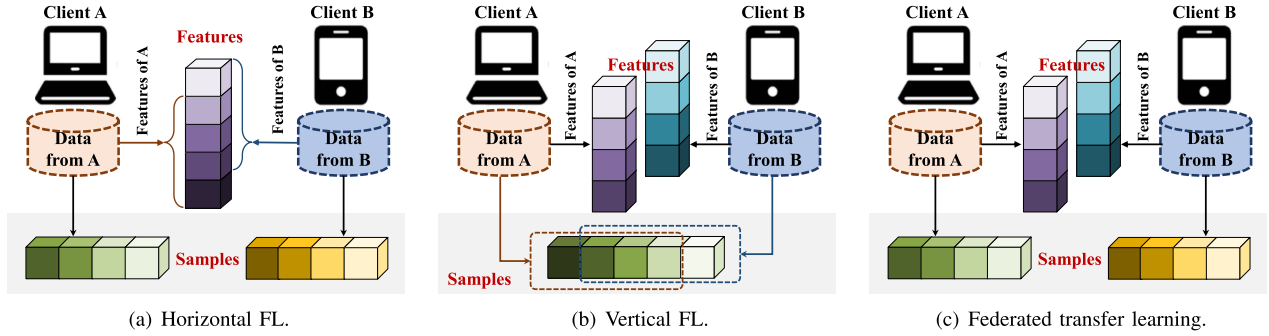 Client A
Client B
Features
Features of A
Features of B
Data
from A
Data
from B
Samples
(a) Horizontal FL.
Client A
Client B
Features
Features of A
Features of B
Data
from A
Data
from B
Samples
(b) Vertical FL.
Client A
Client B
Features
Features of A
Features of B
Data
from A
Data
from B
Samples
(c) Federated transfer learning.